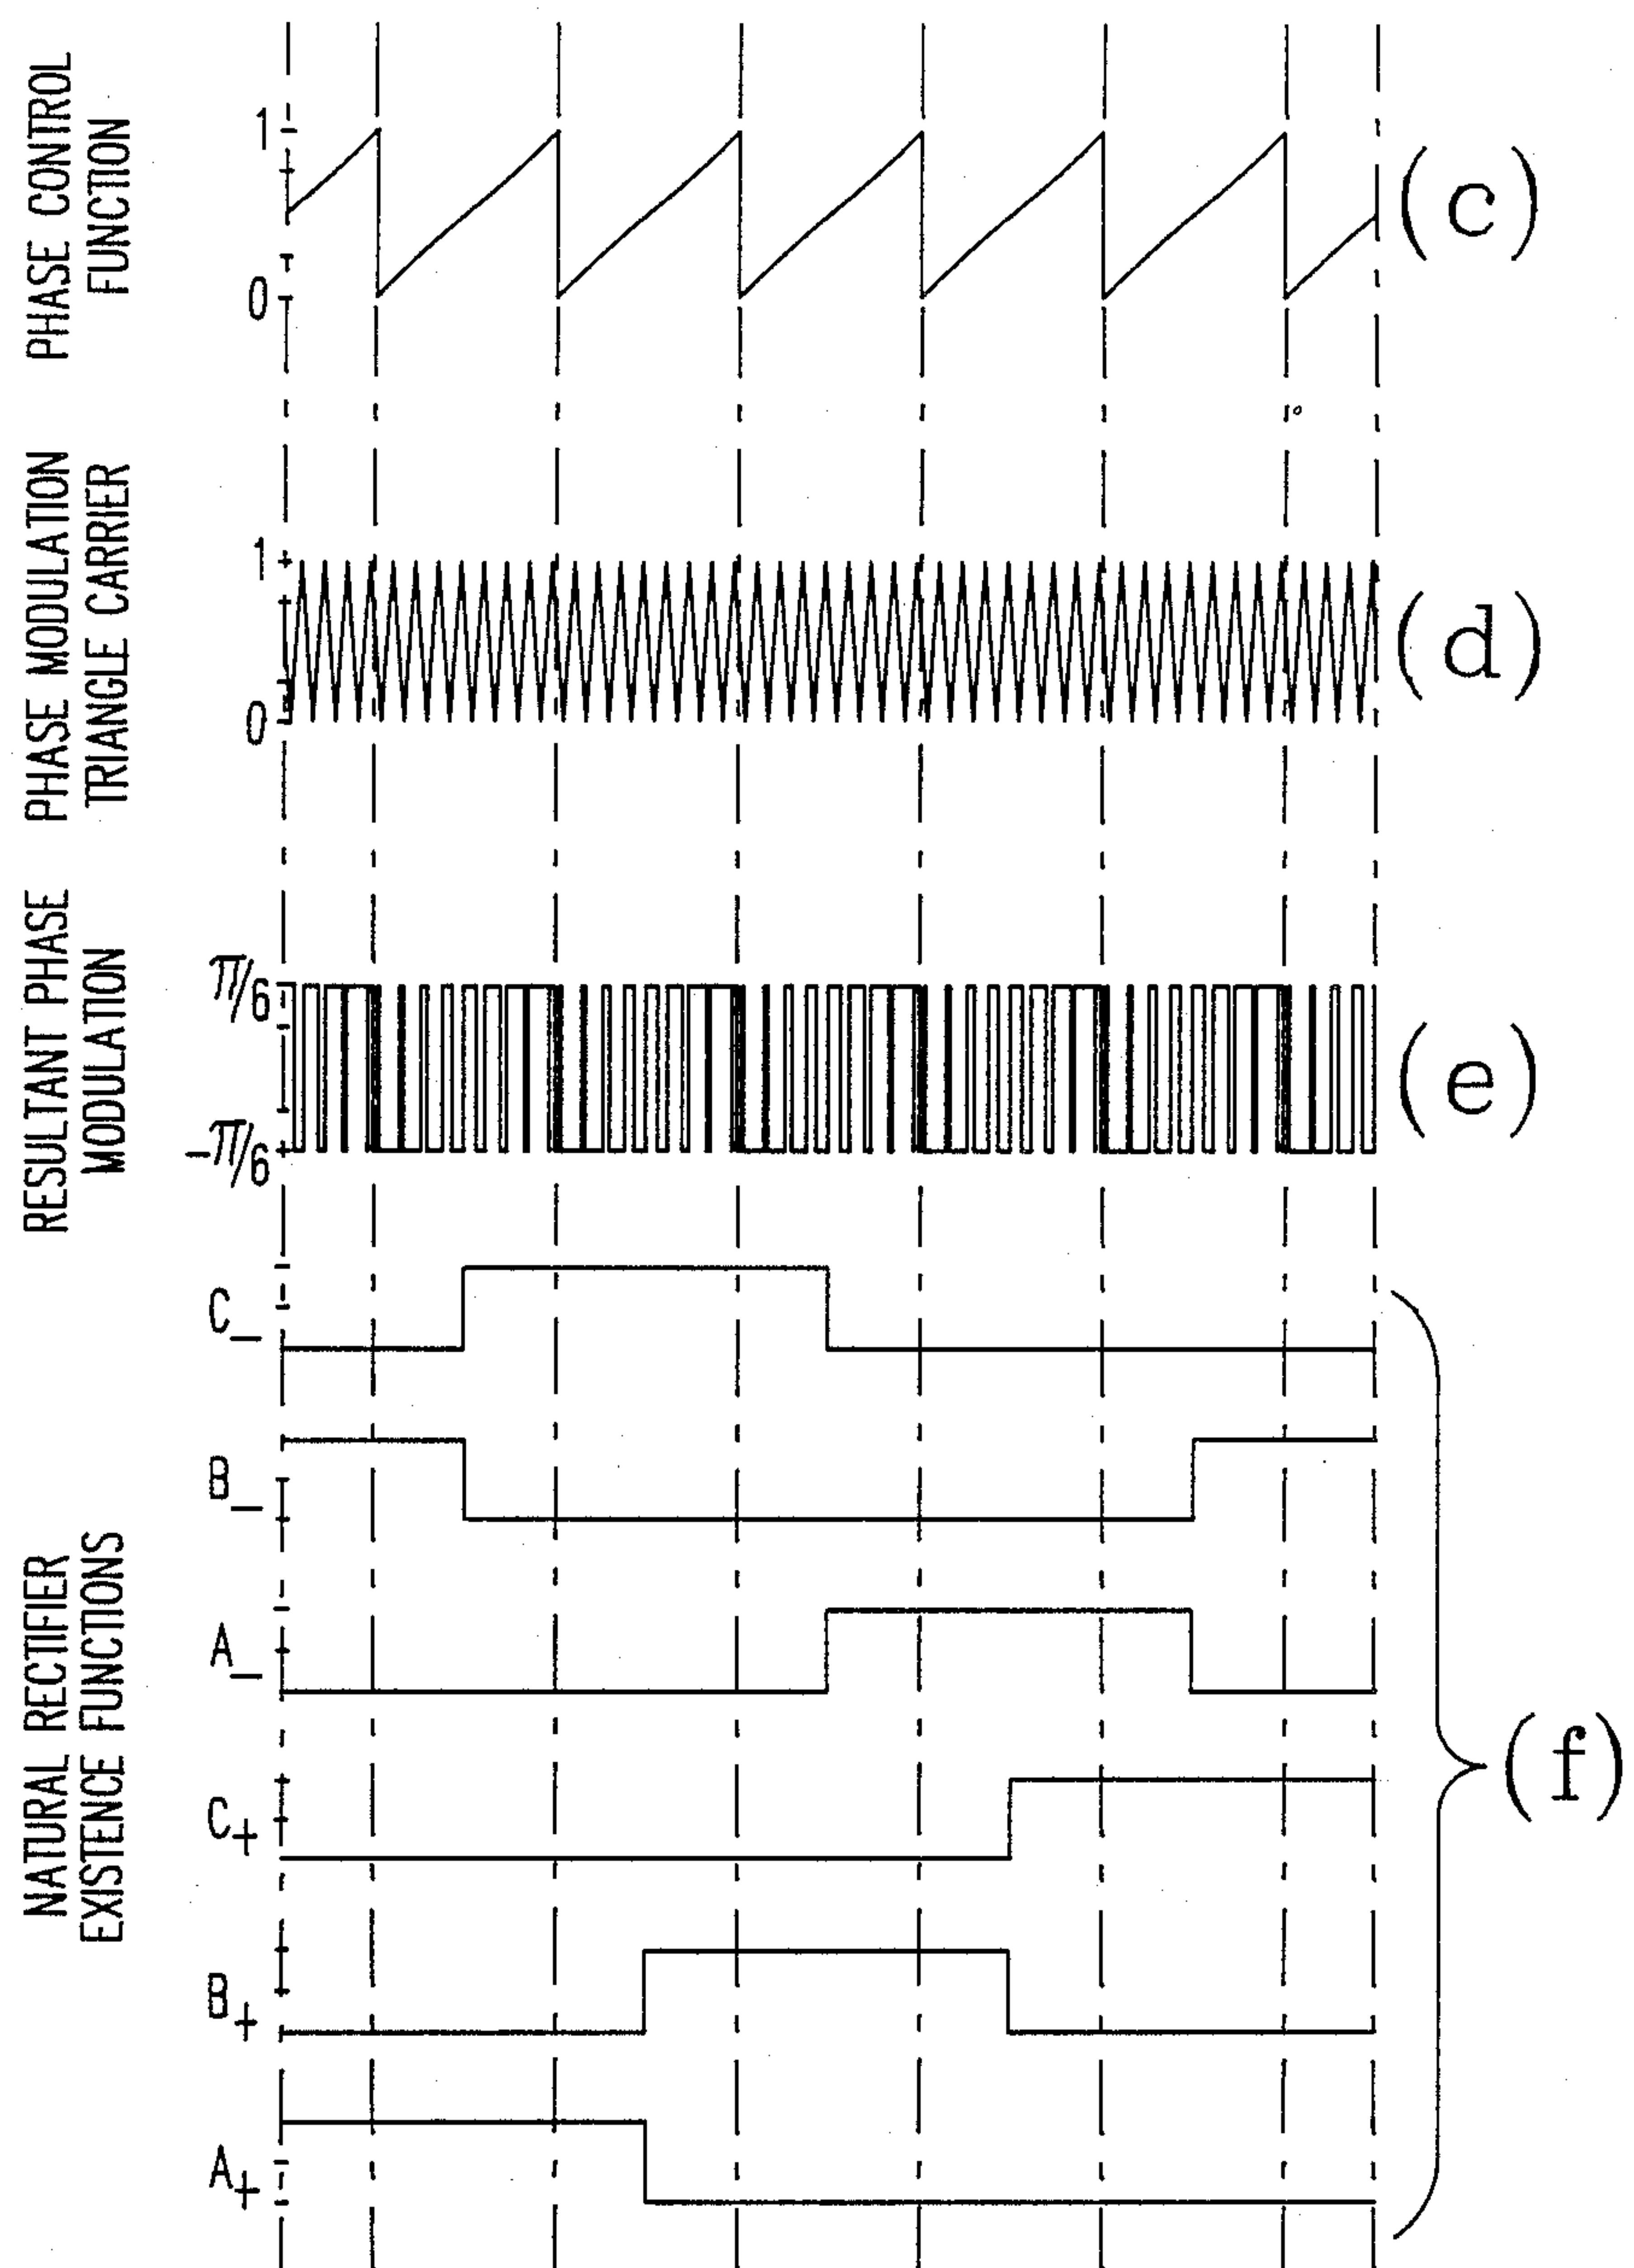 PHASE CONTROL
FUNCTION
1
0
(c)
PHASE MODULATION
TRIANGLE CARRIER
1
0
(d)
RESULTANT PHASE
MODULATION
π/6
-π/6
(e)
NATURAL RECTIFIER
EXISTENCE FUNCTIONS
C_
B_
A_
C+
B+
A+
(f)